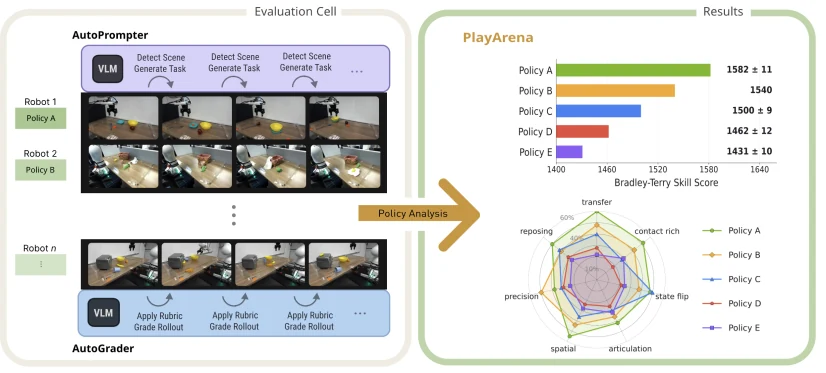 Evaluation Cell
AutoPrompter
VLM
Detect Scene
Generate Task
Detect Scene
Generate Task
Detect Scene
Generate Task
...
Robot 1
Policy A
Robot 2
Policy B
Robot n
⋮
VLM
Apply Rubric
Grade Rollout
Apply Rubric
Grade Rollout
Apply Rubric
Grade Rollout
...
AutoGrader
Policy Analysis
Results
PlayArena
Policy A 1582 ± 11
Policy B 1540
Policy C 1500 ± 9
Policy D 1462 ± 12
Policy E 1431 ± 10
1400 1460 1520 1580 1640
Bradley-Terry Skill Score
transfer
60%
reposing
contact rich
40%
precision
state flip
spatial
articulation
Policy A
Policy B
Policy C
Policy D
Policy E